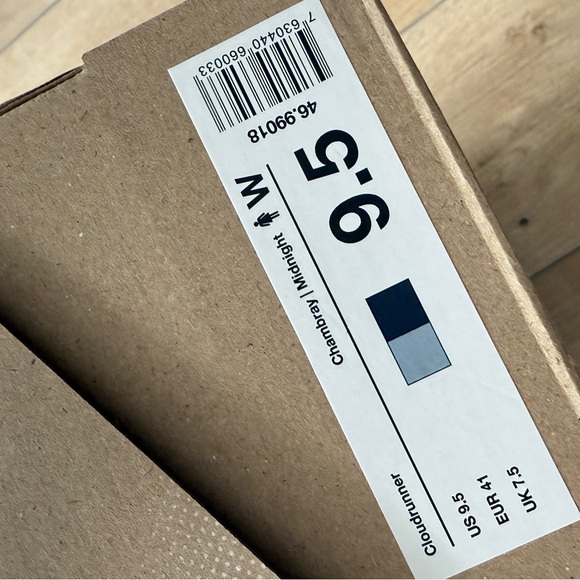 Cloudrunner
Chambray | Midnight
W
US 9.5
EUR 41
UK 7.5
9.5
46.99018
7 630440 660033